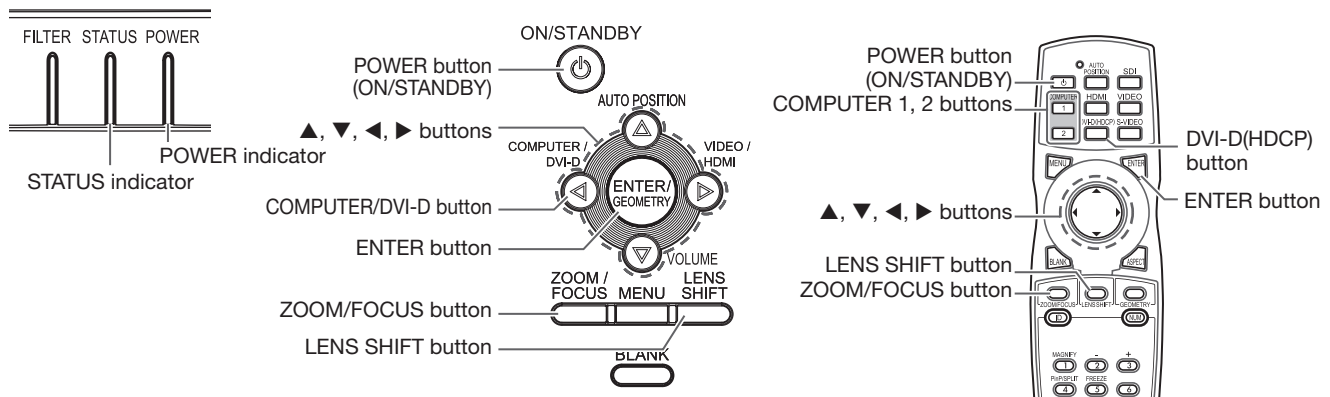 FILTER STATUS POWER
POWER indicator
STATUS indicator
ON/STANDBY
POWER button
(ON/STANDBY)
AUTO POSITION
▲, ▼, ◀, ▶ buttons
COMPUTER /
DVI-D
VIDEO /
HDMI
ENTER/
GEOMETRY
COMPUTER/DVI-D button
ENTER button
VOLUME
ZOOM /
FOCUS
MENU
LENS
SHIFT
ZOOM/FOCUS button
LENS SHIFT button
BLANK
POWER button
(ON/STANDBY)
COMPUTER 1, 2 buttons
AUTO
POSITION
SDI
COMPUTER
HDMI
VIDEO
1
2
DVI-D(HDCP)
S-VIDEO
DVI-D(HDCP)
button
MENU
ENTER
ENTER button
▲, ▼, ◀, ▶ buttons
BLANK
ASPECT
LENS SHIFT button
ZOOM/FOCUS button
ZOOM/FOCUS
LENS SHIFT
GEOMETRY
ID
NUM
MAGNIFY
-
+
1
2
3
PinP/SPLIT
FREEZE
4
5
6